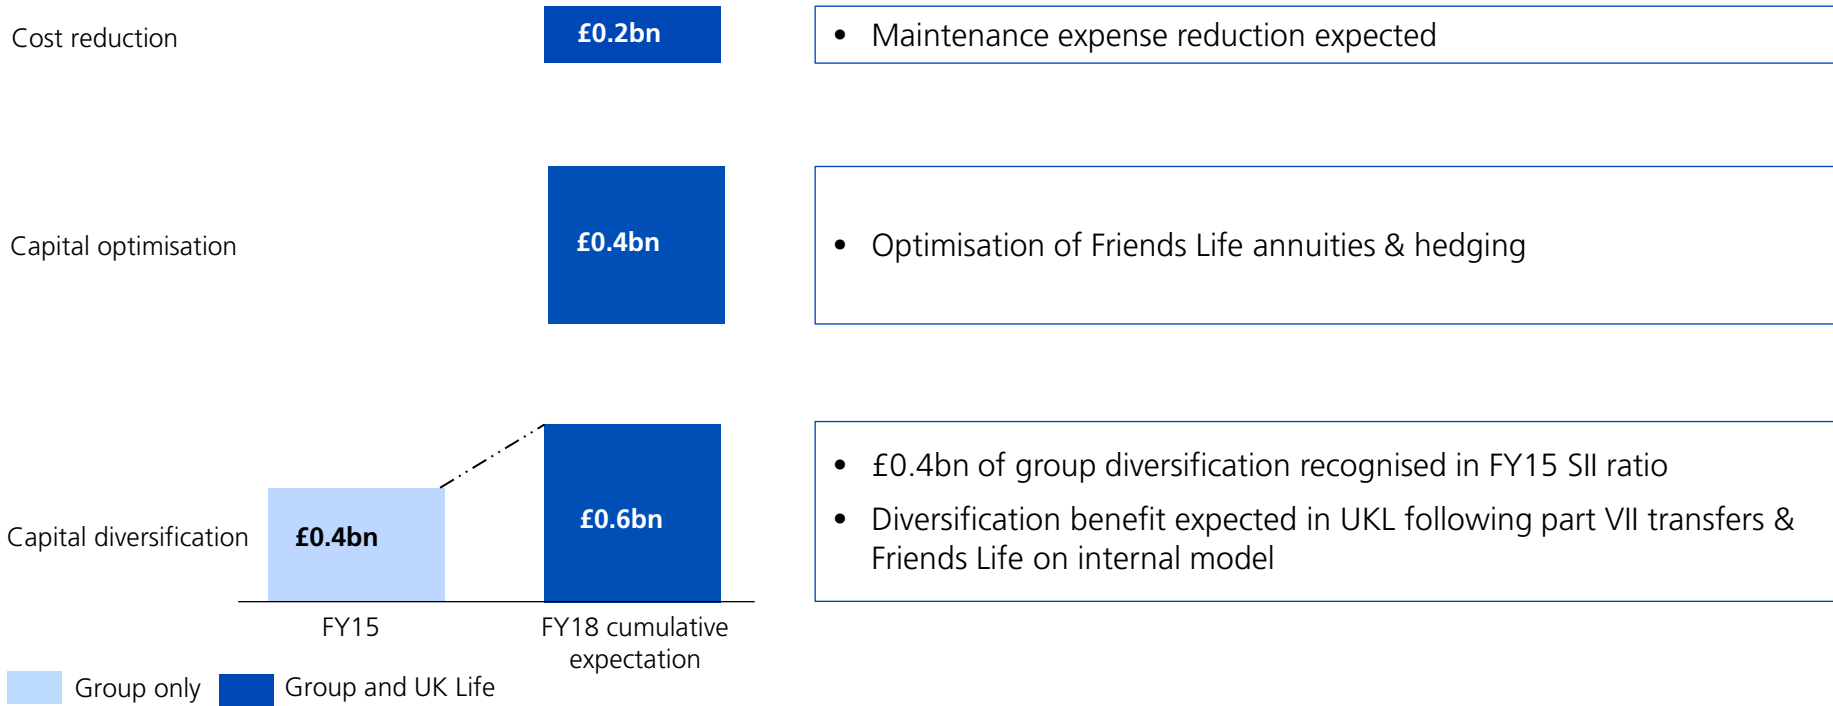 Cost reduction
£0.2bn
• Maintenance expense reduction expected
Capital optimisation
£0.4bn
• Optimisation of Friends Life annuities & hedging
Capital diversification
£0.4bn
£0.6bn
• £0.4bn of group diversification recognised in FY15 SII ratio
• Diversification benefit expected in UKL following part VII transfers &
Friends Life on internal model
FY15
FY18 cumulative
expectation
Group only
Group and UK Life